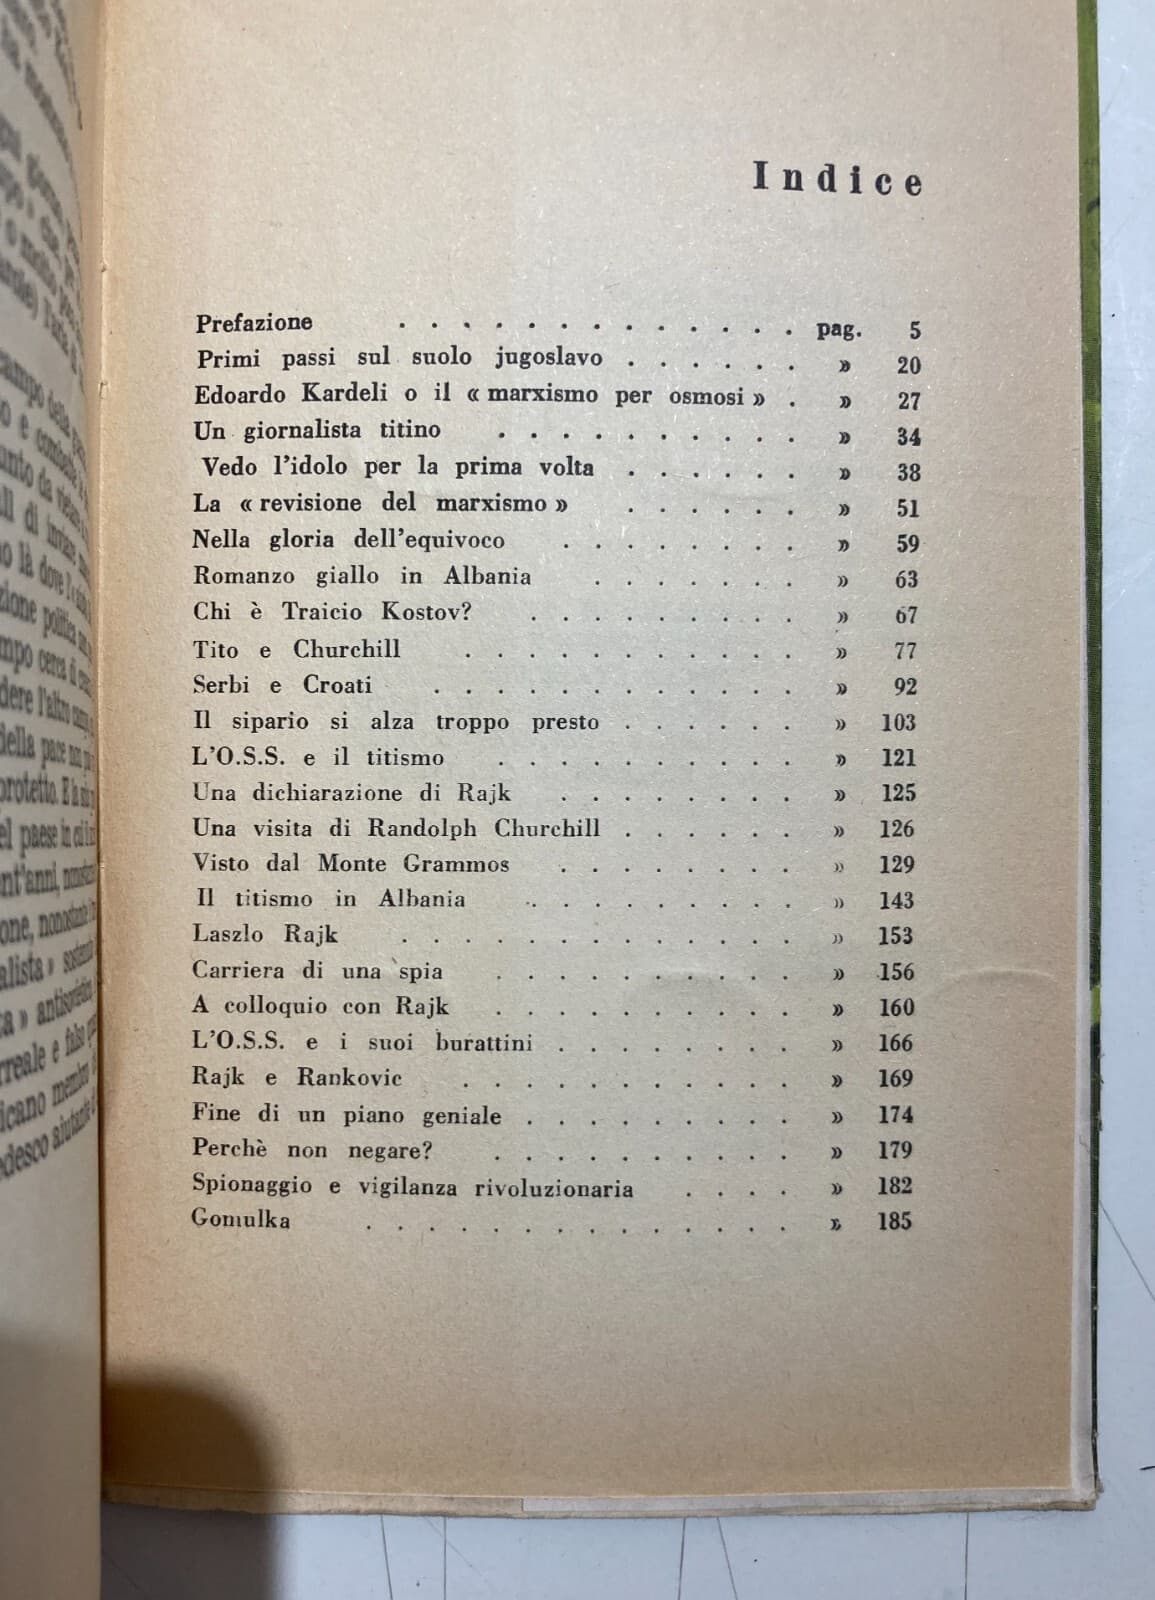 Indice
Prefazione . . . . . . . . . . . . . pag. 5
Primi passi sul suolo jugoslavo . . . . . . » 20
Edoardo Kardeli o il « marxismo per osmosi » . » 27
Un giornalista titino . . . . . . . . . . » 34
Vedo l'idolo per la prima volta . . . . . . » 38
La « revisione del marxismo » . . . . . . » 51
Nella gloria dell'equivoco . . . . . . . . » 59
Romanzo giallo in Albania . . . . . . . » 63
Chi è Traicio Kostov? . . . . . . . . . » 67
Tito e Churchill . . . . . . . . . . . » 77
Serbi e Croati . . . . . . . . . . . . » 92
Il sipario si alza troppo presto . . . . . . » 103
L'O.S.S. e il titismo . . . . . . . . . . » 121
Una dichiarazione di Rajk . . . . . . . . » 125
Una visita di Randolph Churchill . . . . . . » 126
Visto dal Monte Grammos . . . . . . . . » 129
Il titismo in Albania . . . . . . . . . » 143
Laszlo Rajk . . . . . . . . . . . . . » 153
Carriera di una spia . . . . . . . . . . » 156
A colloquio con Rajk . . . . . . . . . . » 160
L'O.S.S. e i suoi burattini . . . . . . . . » 166
Rajk e Rankovic . . . . . . . . . . . » 169
Fine di un piano geniale . . . . . . . . . » 174
Perchè non negare? . . . . . . . . . . » 179
Spionaggio e vigilanza rivoluzionaria . . . . » 182
Gomulka . . . . . . . . . . . . . . » 185